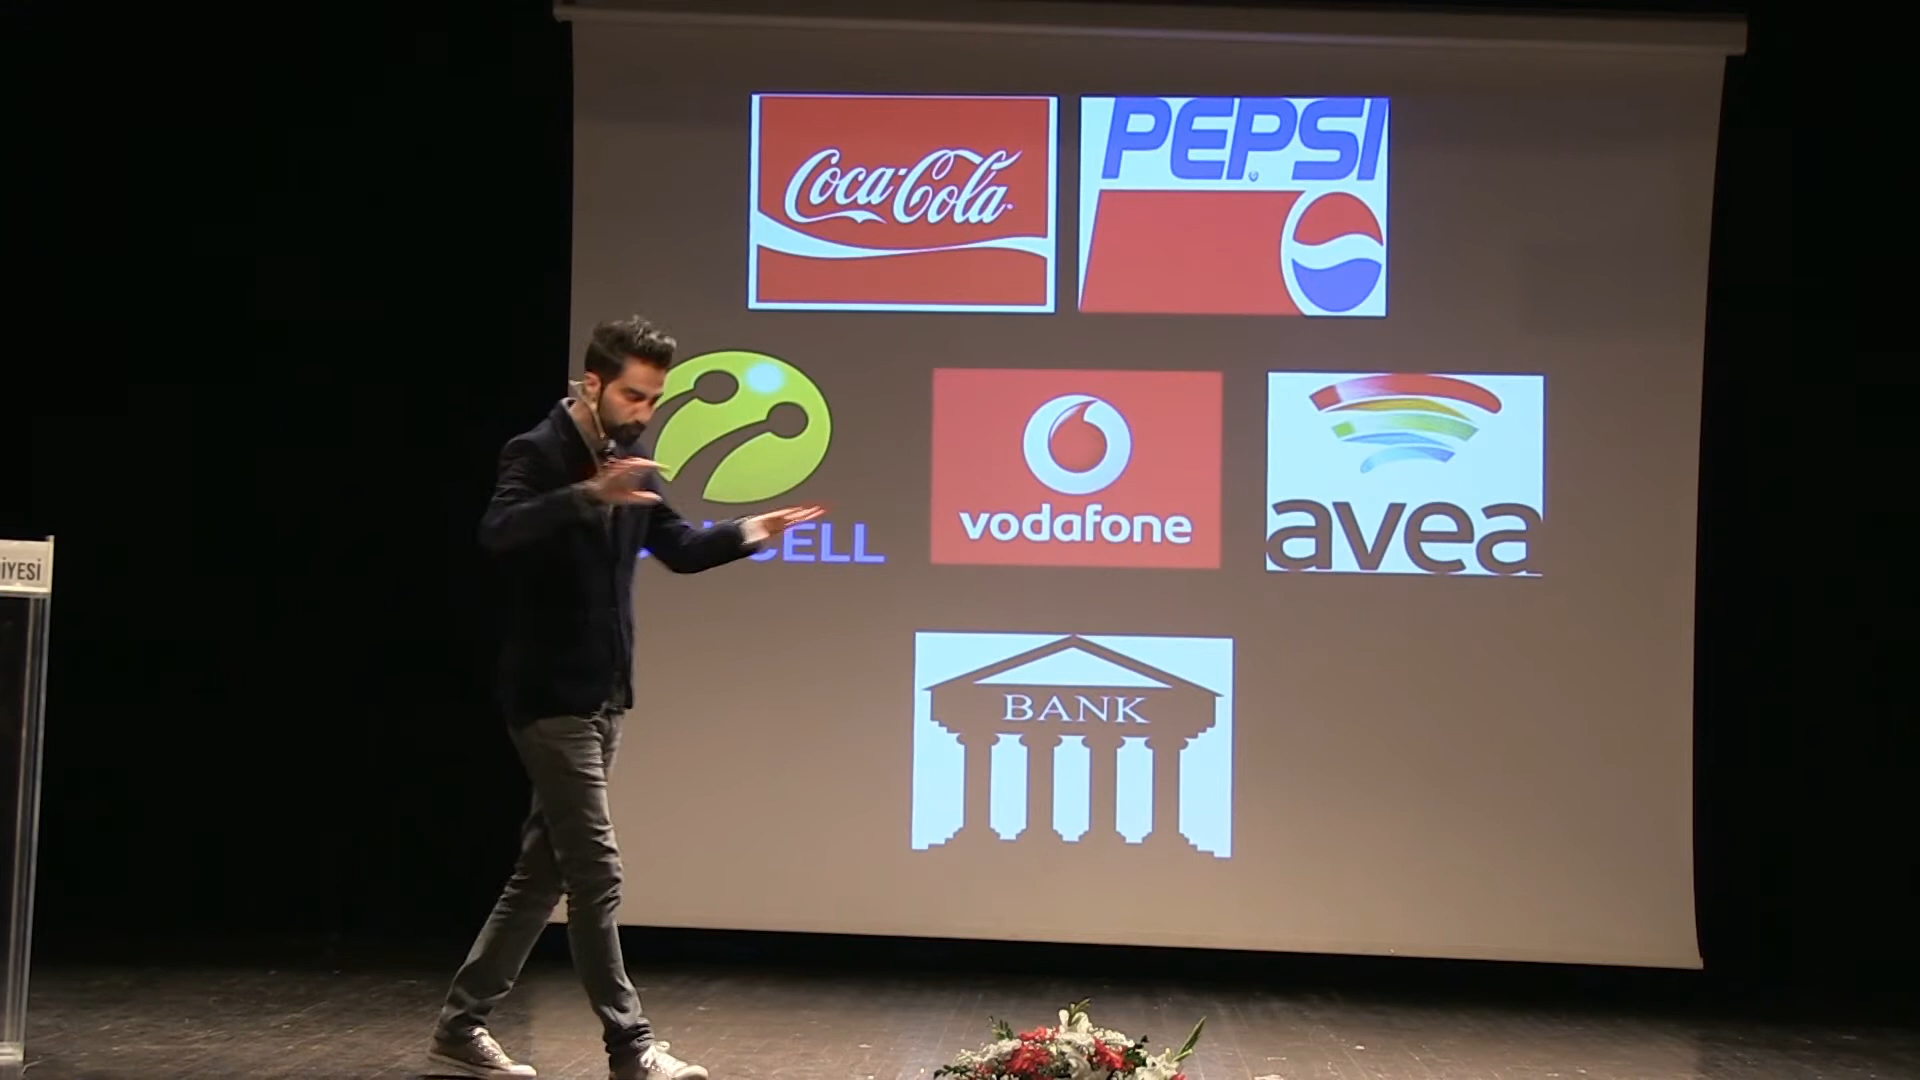 Coca-Cola
PEPSI
CELL
vodafone
avea
BANK
İYESİ